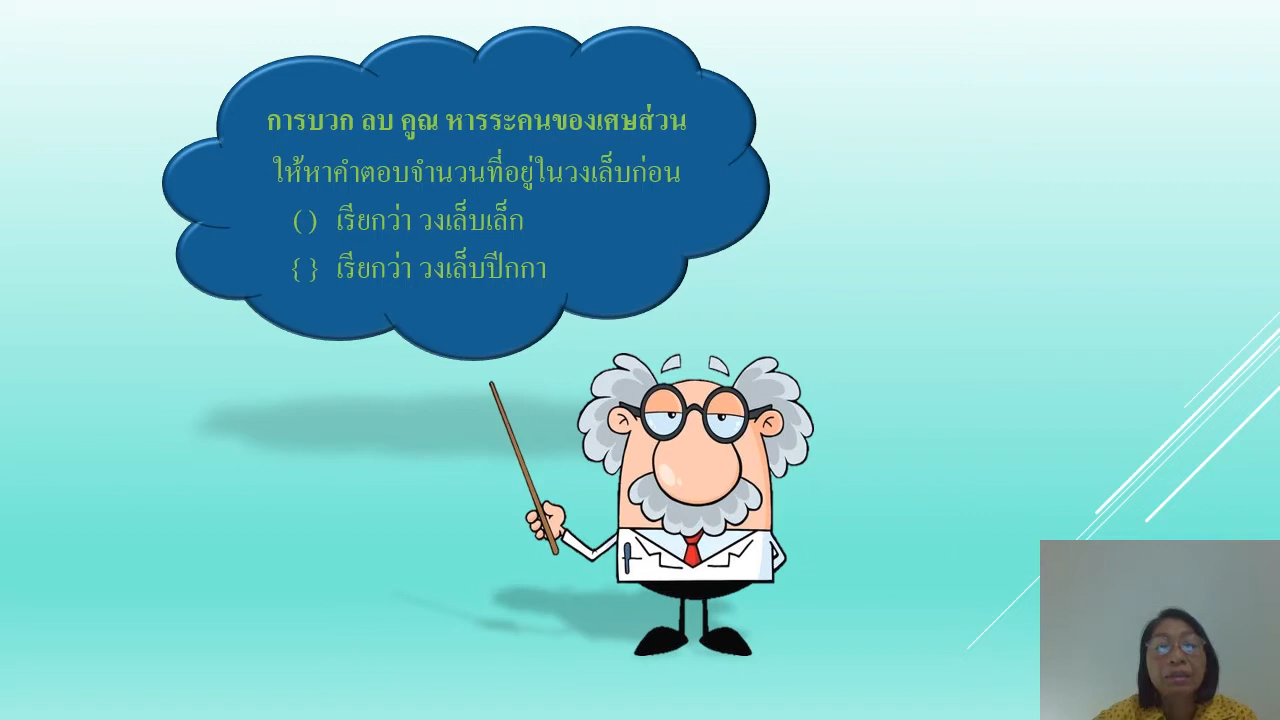 การบวก ลบ คูณ หารระคนของเศษส่วน
ให้หาคำตอบจำนวนที่อยู่ในวงเล็บก่อน
( ) เรียกว่า วงเล็บเล็ก
{ } เรียกว่า วงเล็บปีกกา